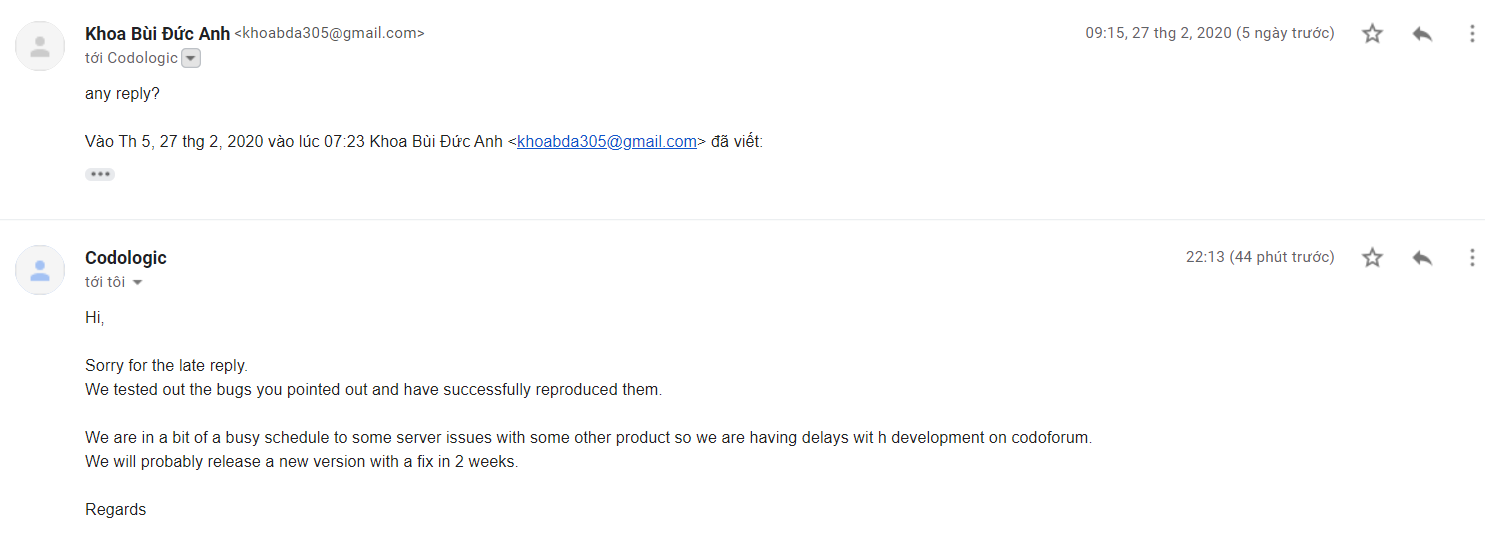 Khoa Bùi Đức Anh <khoabda305@gmail.com> 09:15, 27 thg 2, 2020 (5 ngày trước)
tới Codologic
any reply?
Vào Th 5, 27 thg 2, 2020 vào lúc 07:23 Khoa Bùi Đức Anh <khoabda305@gmail.com> đã viết:
Codologic 22:13 (44 phút trước)
tới tôi
Hi,
Sorry for the late reply.
We tested out the bugs you pointed out and have successfully reproduced them.
We are in a bit of a busy schedule to some server issues with some other product so we are having delays wit h development on codoforum.
We will probably release a new version with a fix in 2 weeks.
Regards